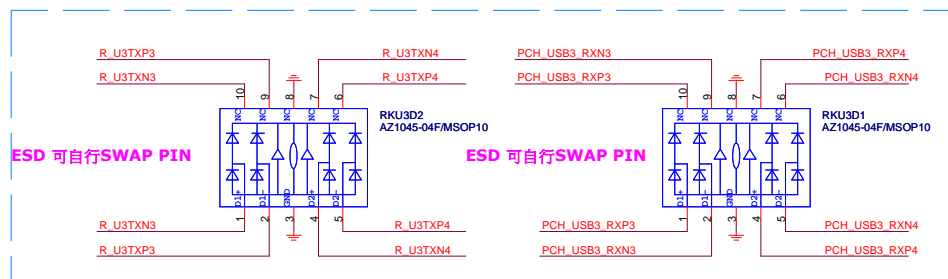 R_U3TXP3
R_U3TXN3
R_U3TXN4
R_U3TXP4
10
9
8
7
6
NC
NC
NC
NC
NC
RKU3D2
AZ1045-04F/MSOP10
ESD 可自行SWAP PIN
D1+
D1-
GND
D2+
D2-
1
2
3
4
5
R_U3TXN3
R_U3TXP3
R_U3TXP4
R_U3TXN4
PCH_USB3_RXN3
PCH_USB3_RXP3
PCH_USB3_RXP4
PCH_USB3_RXN4
10
9
8
7
6
NC
NC
NC
NC
NC
RKU3D1
AZ1045-04F/MSOP10
ESD 可自行SWAP PIN
D1+
D1-
GND
D2+
D2-
1
2
3
4
5
PCH_USB3_RXP3
PCH_USB3_RXN3
PCH_USB3_RXN4
PCH_USB3_RXP4